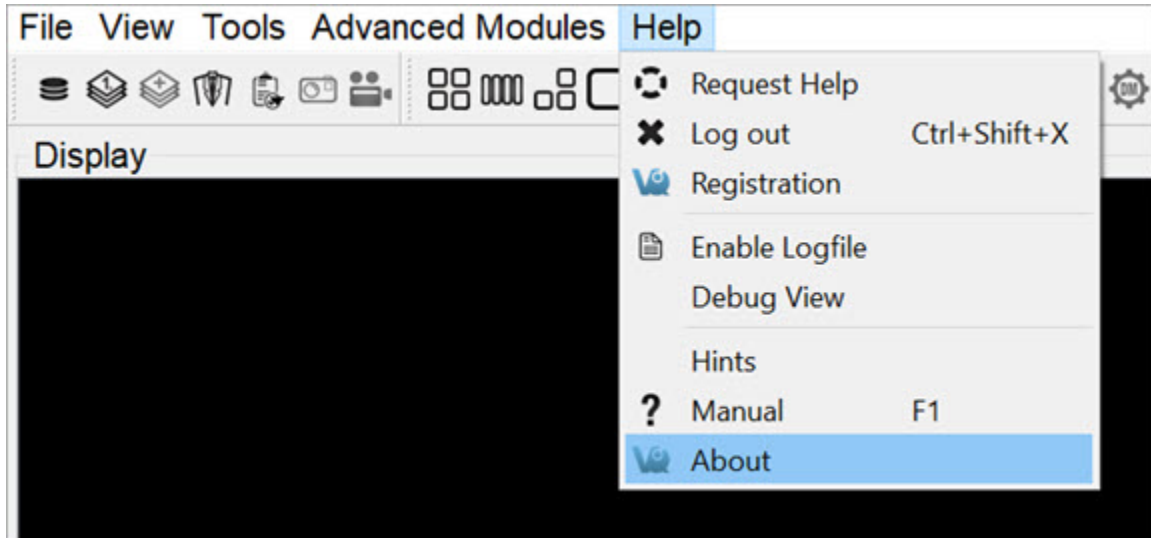 File View Tools Advanced Modules Help
Display
Request Help
Log out Ctrl+Shift+X
Registration
Enable Logfile
Debug View
Hints
? Manual F1
About